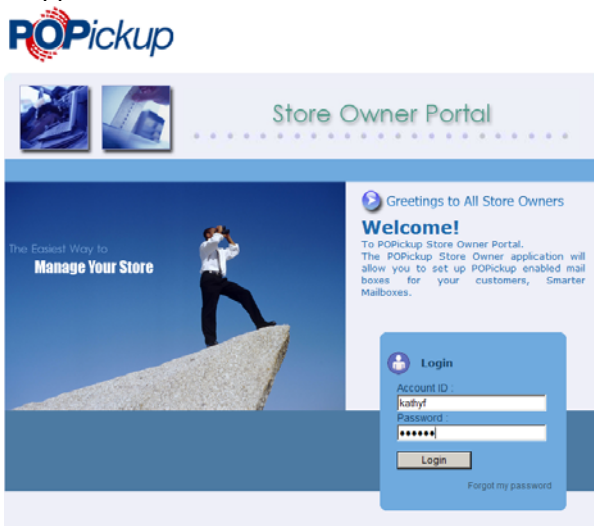 POPickup
Store Owner Portal
Greetings to All Store Owners
Welcome!
To POPickup Store Owner Portal.
The POPickup Store Owner application will
allow you to set up POPickup enabled mail
boxes for your customers, Smarter
Mailboxes.
The Easiest Way to
Manage Your Store
Login
Account ID :
kathyf
Password :
●●●●●●
Login
Forgot my password